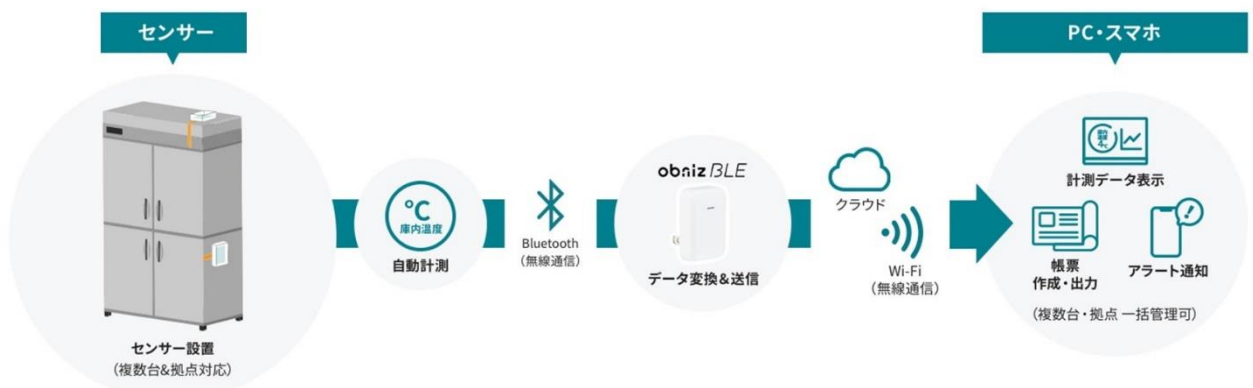 センサー
センサー設置
(複数台&拠点対応)
℃
庫内温度
自動計測
Bluetooth
(無線通信)
obniz BLE
データ変換&送信
クラウド
Wi-Fi
(無線通信)
PC・スマホ
計測データ表示
帳票
作成・出力
アラート通知
(複数台・拠点 一括管理可)